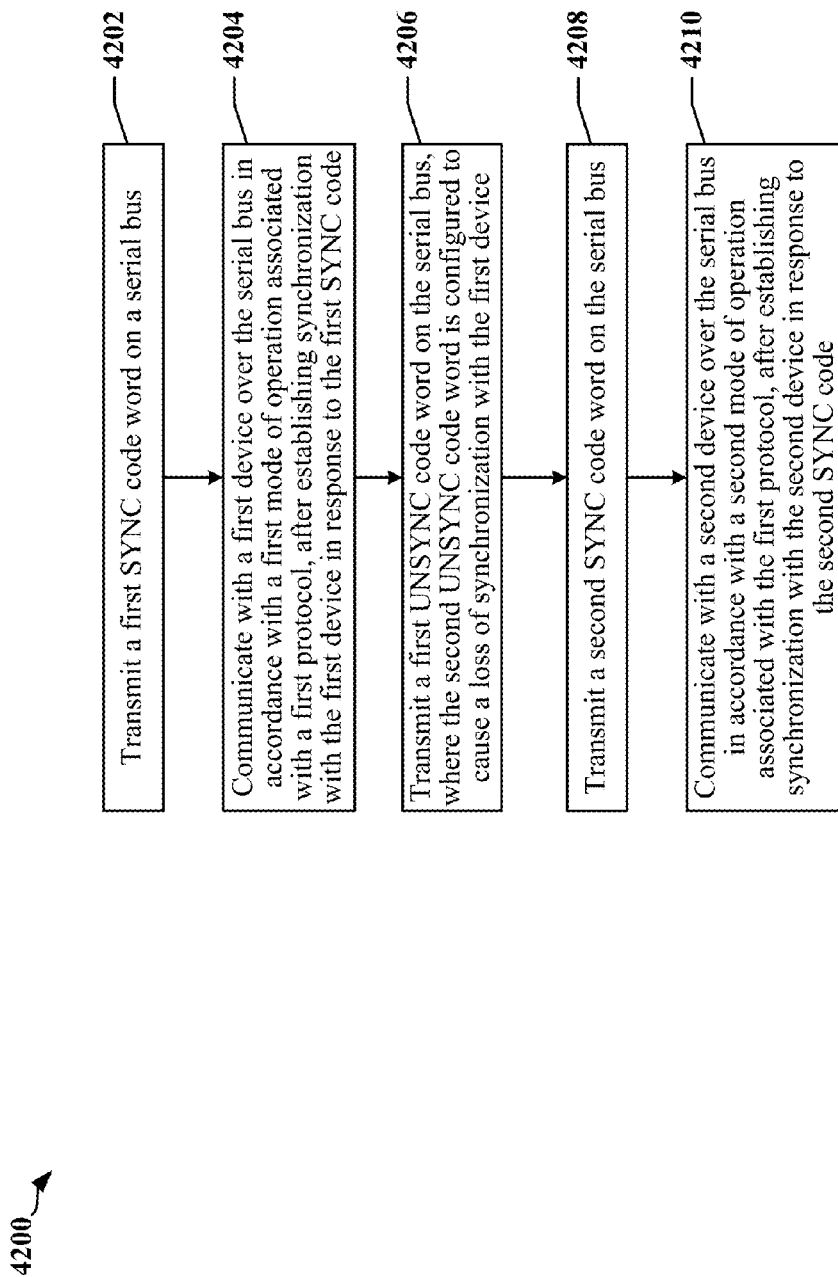 4200
Transmit a first SYNC code word on a serial bus
4202
Communicate with a first device over the serial bus in
accordance with a first mode of operation associated
with a first protocol, after establishing synchronization
with the first device in response to the first SYNC code
4204
Transmit a first UNSYNC code word on the serial bus,
where the second UNSYNC code word is configured to
cause a loss of synchronization with the first device
4206
Transmit a second SYNC code word on the serial bus
4208
Communicate with a second device over the serial bus
in accordance with a second mode of operation
associated with the first protocol, after establishing
synchronization with the second device in response to
the second SYNC code
4210